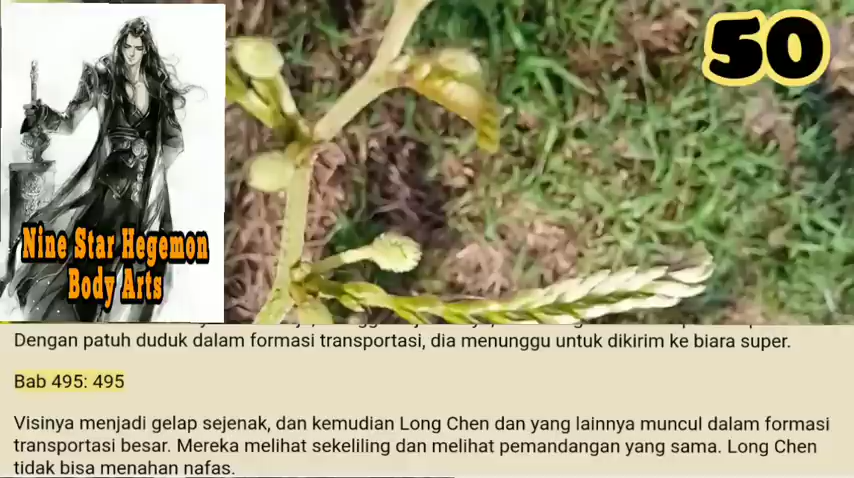 50
Nine Star Hegemon
Body Arts
Dengan patuh duduk dalam formasi transportasi, dia menunggu untuk dikirim ke biara super.
Bab 495: 495
Visinya menjadi gelap sejenak, dan kemudian Long Chen dan yang lainnya muncul dalam formasi
transportasi besar. Mereka melihat sekeliling dan melihat pemandangan yang sama. Long Chen
tidak bisa menahan nafas.